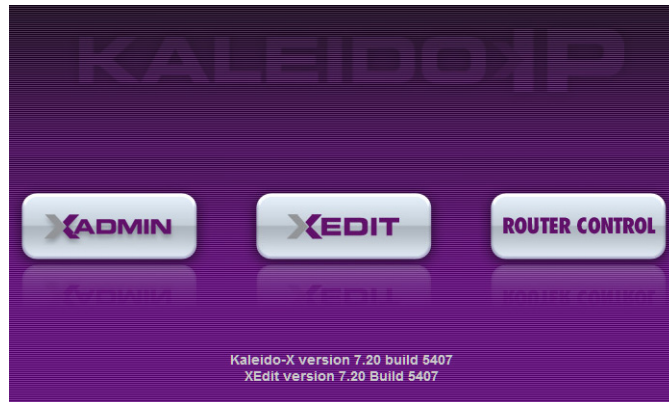 KALEIDO IP
XADMIN
XEDIT
ROUTER CONTROL
Kaleido-X version 7.20 build 5407
XEdit version 7.20 Build 5407